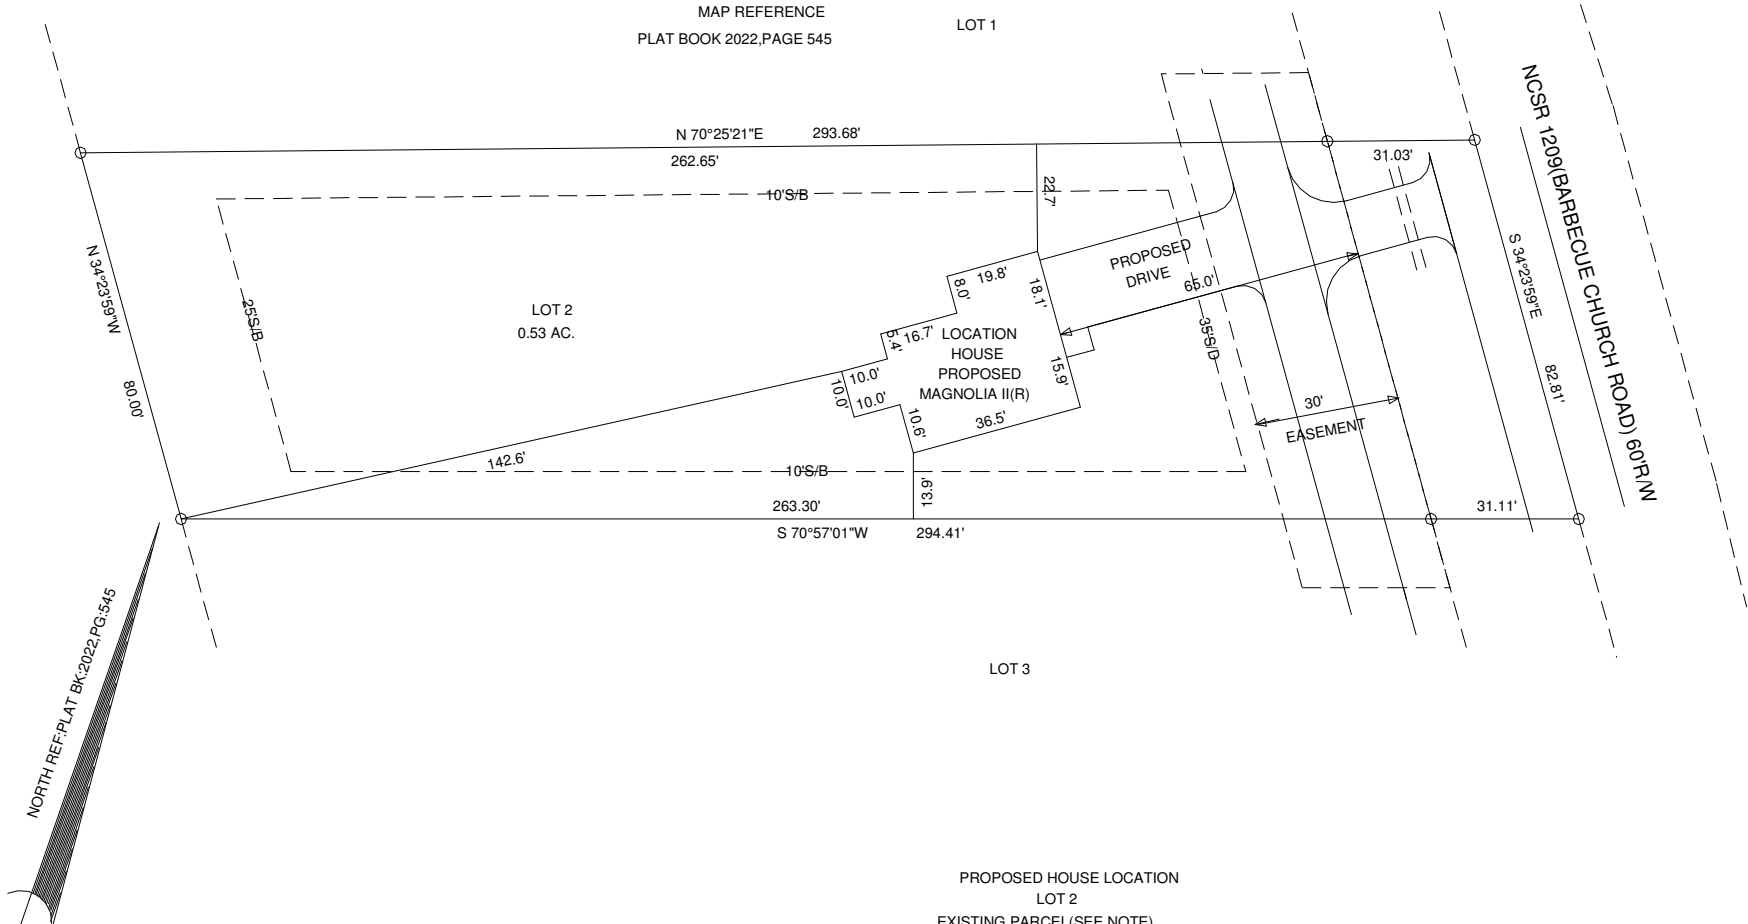 MAP REFERENCE
PLAT BOOK 2022,PAGE 545
LOT 1
NCSR 1209(BARBECUE CHURCH ROAD) 60'R/W
N 70°25'21"E 293.68'
262.65'
31.03'
10'S/B
22.7'
N 34°23'59"W
80.00'
25'S/B
LOT 2
0.53 AC.
19.8'
8.0'
18.1'
PROPOSED
DRIVE
65.0'
S 34°23'59"E
82.81'
5.4'
16.7'
LOCATION
HOUSE
PROPOSED
MAGNOLIA II(R)
15.9'
35'S/D
10.0'
10.0'
10.0'
10.6'
36.5'
30'
EASEMENT
142.6'
10'S/B
13.9'
263.30'
31.11'
S 70°57'01"W 294.41'
NORTH REF:PLAT BK:2022,PG:545
LOT 3
PROPOSED HOUSE LOCATION
LOT 2
EXISTING PARCEL(SEE NOTE)